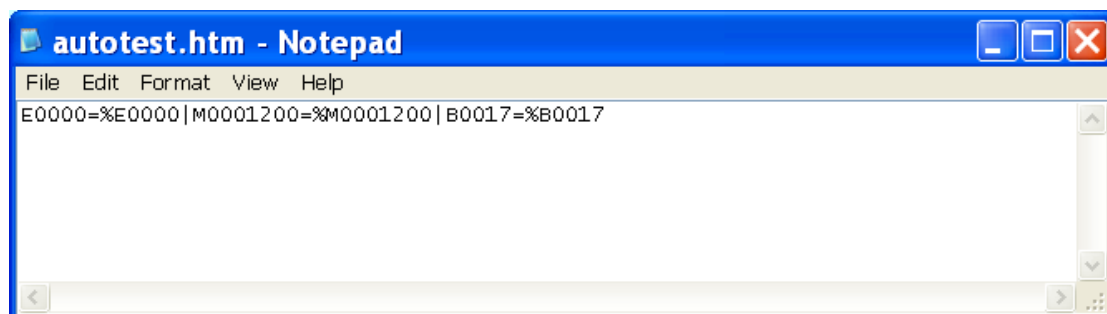 autotest.htm - Notepad
File Edit Format View Help
E0000=%E0000|M0001200=%M0001200|B0017=%B0017